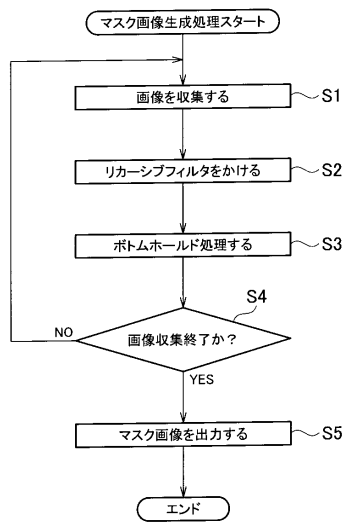 マスク画像生成処理スタート
画像を収集する
S1
リカーシブフィルタをかける
S2
ボトムホールド処理する
S3
S4
画像収集終了か?
NO
YES
マスク画像を出力する
S5
エンド